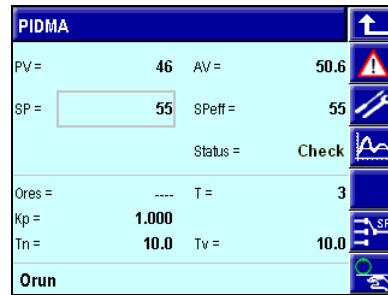 PIDMA
PV = 46 AV = 50.6
SP = 55 SPeff = 55
Status = Check
Ores = ---- T = 3
Kp = 1.000
Tn = 10.0 Tv = 10.0
SP
Orun